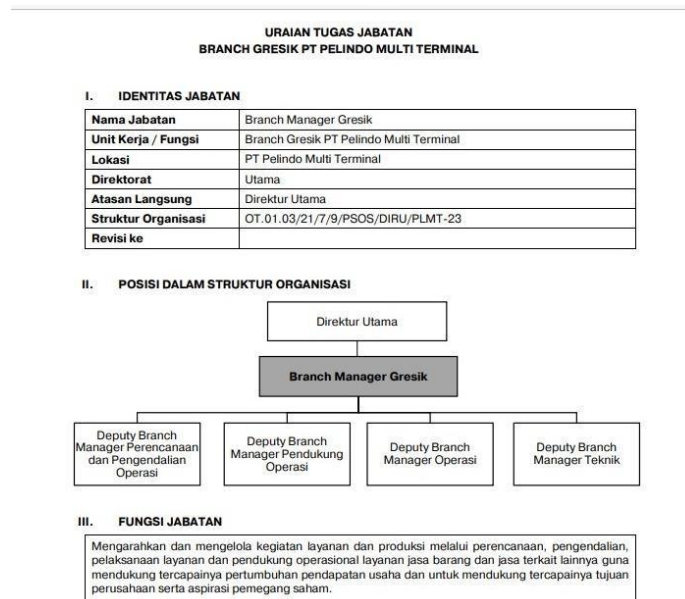 URAIAN TUGAS JABATAN
BRANCH GRESIK PT PELINDO MULTI TERMINAL
I. IDENTITAS JABATAN
Nama Jabatan Branch Manager Gresik
Unit Kerja / Fungsi Branch Gresik PT Pelindo Multi Terminal
Lokasi PT Pelindo Multi Terminal
Direktorat Utama
Atasan Langsung Direktur Utama
Struktur Organisasi OT.01.03/21/7/9/PSOS/DIRU/PLMT-23
Revisi ke
II. POSISI DALAM STRUKTUR ORGANISASI
Direktur Utama
Branch Manager Gresik
Deputy Branch
Manager Perencanaan
dan Pengendalian
Operasi
Deputy Branch
Manager Pendukung
Operasi
Deputy Branch
Manager Operasi
Deputy Branch
Manager Teknik
III. FUNGSI JABATAN
Mengarahkan dan mengelola kegiatan layanan dan produksi melalui perencanaan, pengendalian,
pelaksanaan layanan dan pendukung operasional layanan jasa barang dan jasa terkait lainnya guna
mendukung tercapainya pertumbuhan pendapatan usaha dan untuk mendukung tercapainya tujuan
perusahaan serta aspirasi pemegang saham.